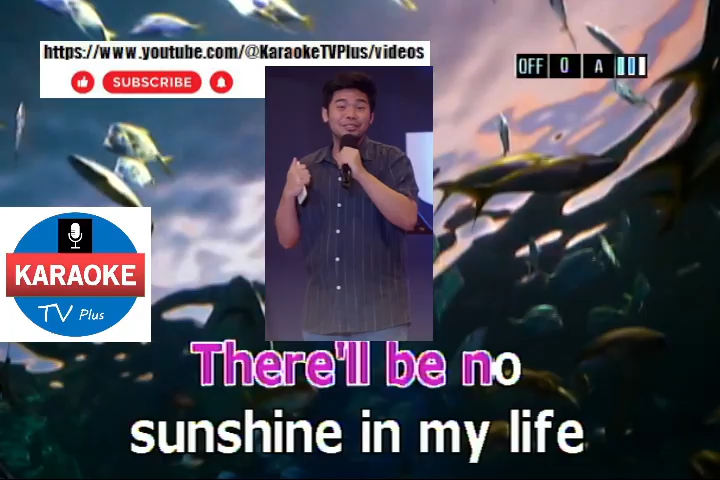 https://www.youtube.com/@KaraokeTVPlus/videos
SUBSCRIBE
OFF 0 A
KARAOKE
TV Plus
There'll be no
sunshine in my life